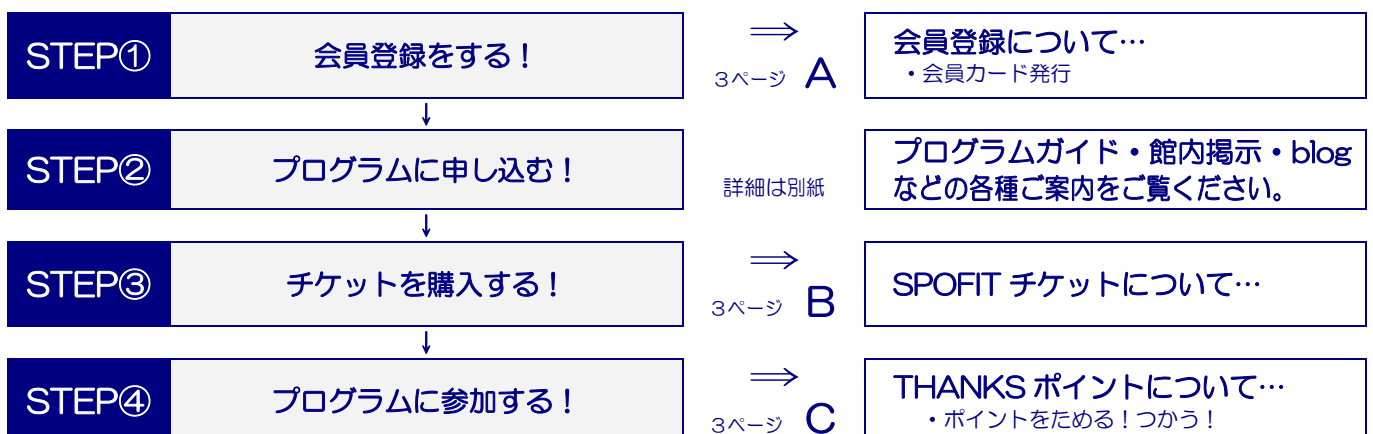 STEP① 会員登録をする！ ⇒ 会員登録について…
3ページ A ・会員カード発行
↓
STEP② プログラムに申し込む！ 詳細は別紙 プログラムガイド・館内掲示・blog
などの各種ご案内をご覧ください。
↓
STEP③ チケットを購入する！ ⇒ SPOFIT チケットについて…
3ページ B
↓
STEP④ プログラムに参加する！ ⇒ THANKS ポイントについて…
3ページ C ・ポイントをためる！つかう！